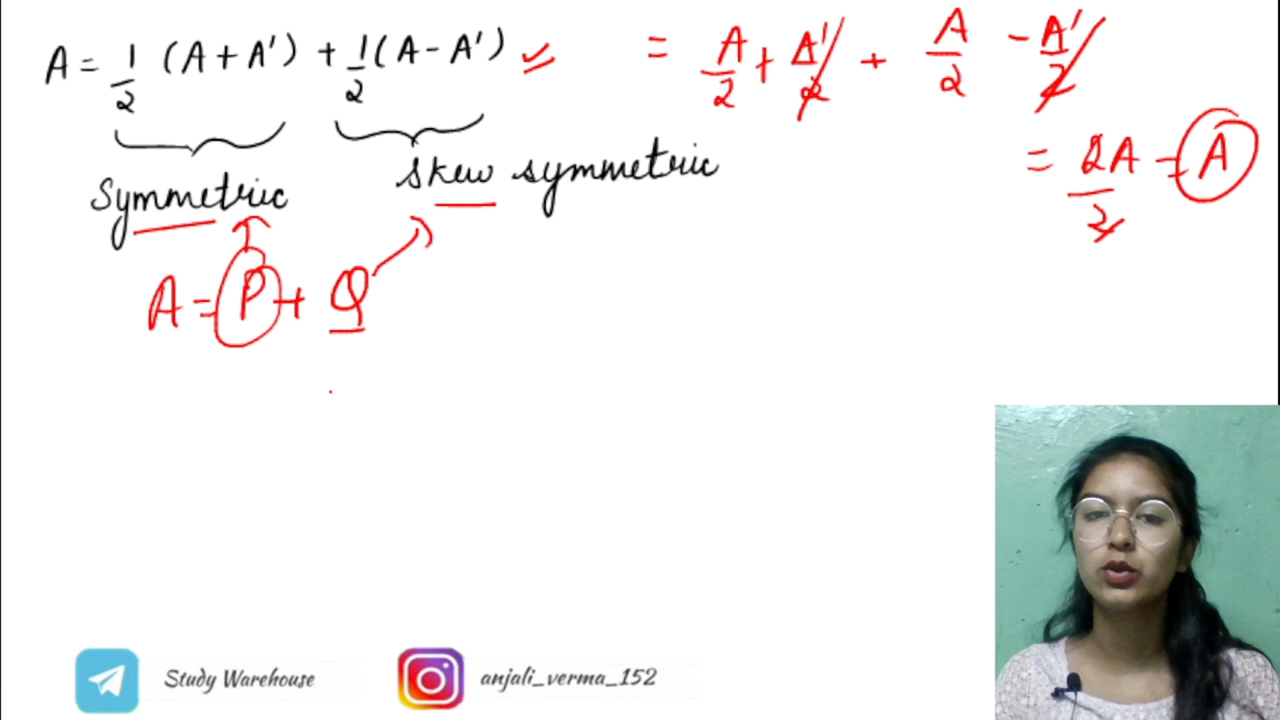 A = 1/2 (A + A') + 1/2 (A - A')
= A/2 + A'/2 + A/2 - A'/2
= 2A/2 = A
Symmetric
Skew symmetric
A = P + Q
Study Warehouse
anjali_verma_152